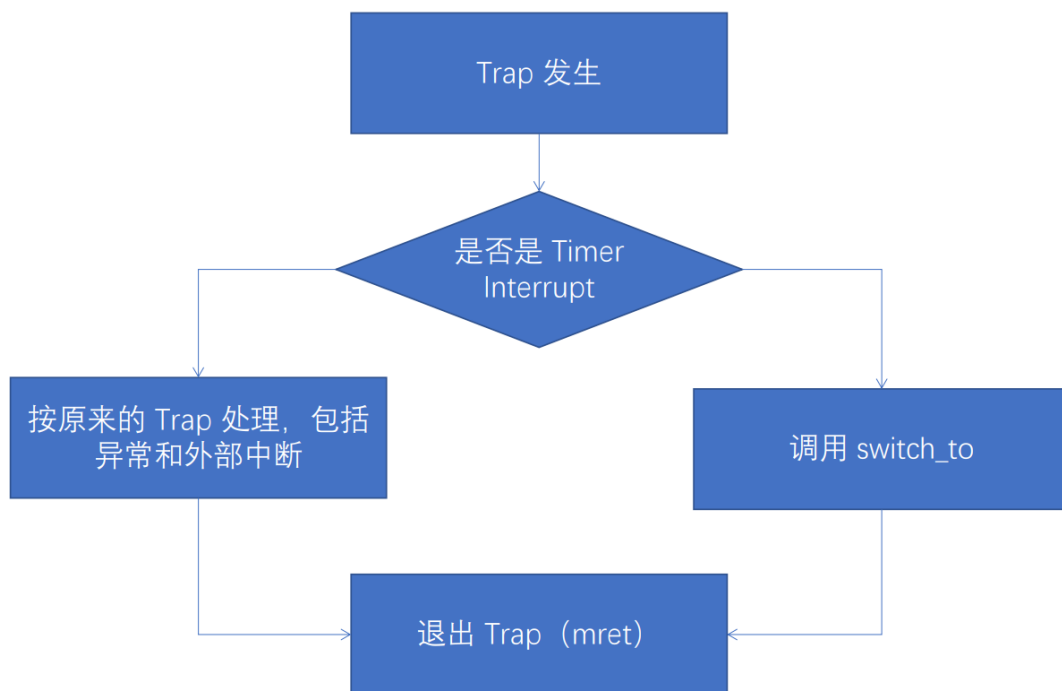 Trap 发生
是否是 Timer
Interrupt
按原来的 Trap 处理，包括
异常和外部中断
调用 switch_to
退出 Trap（mret）